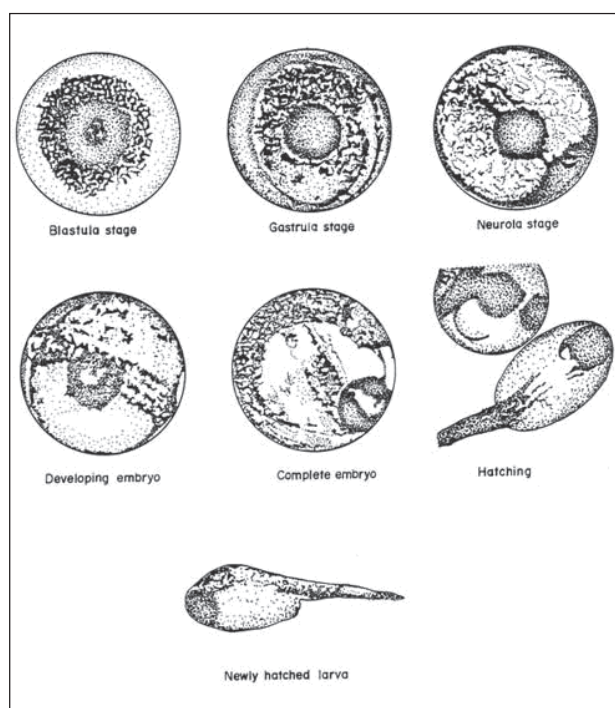 Blastula stage
Gastrula stage
Neurola stage
Developing embryo
Complete embryo
Hatching
Newly hatched larva